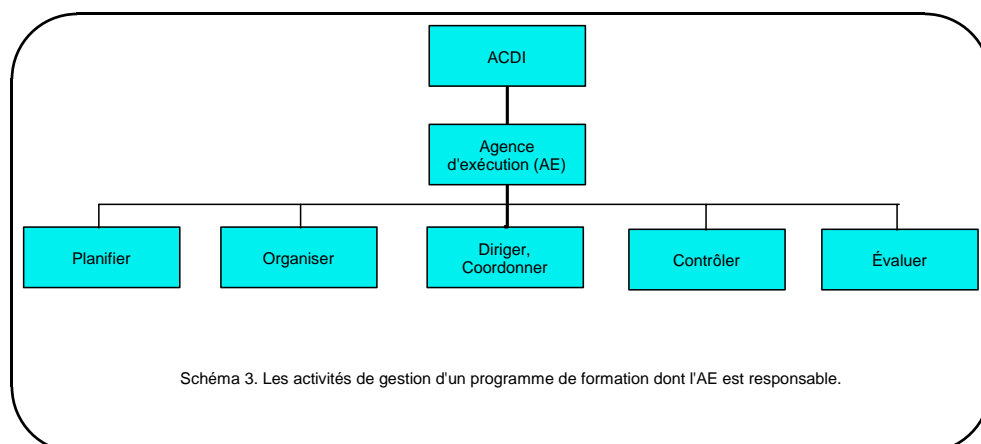 ACDI
Agence
d'exécution (AE)
Planifier
Organiser
Diriger,
Coordonner
Contrôler
Évaluer
Schéma 3. Les activités de gestion d'un programme de formation dont l'AE est responsable.